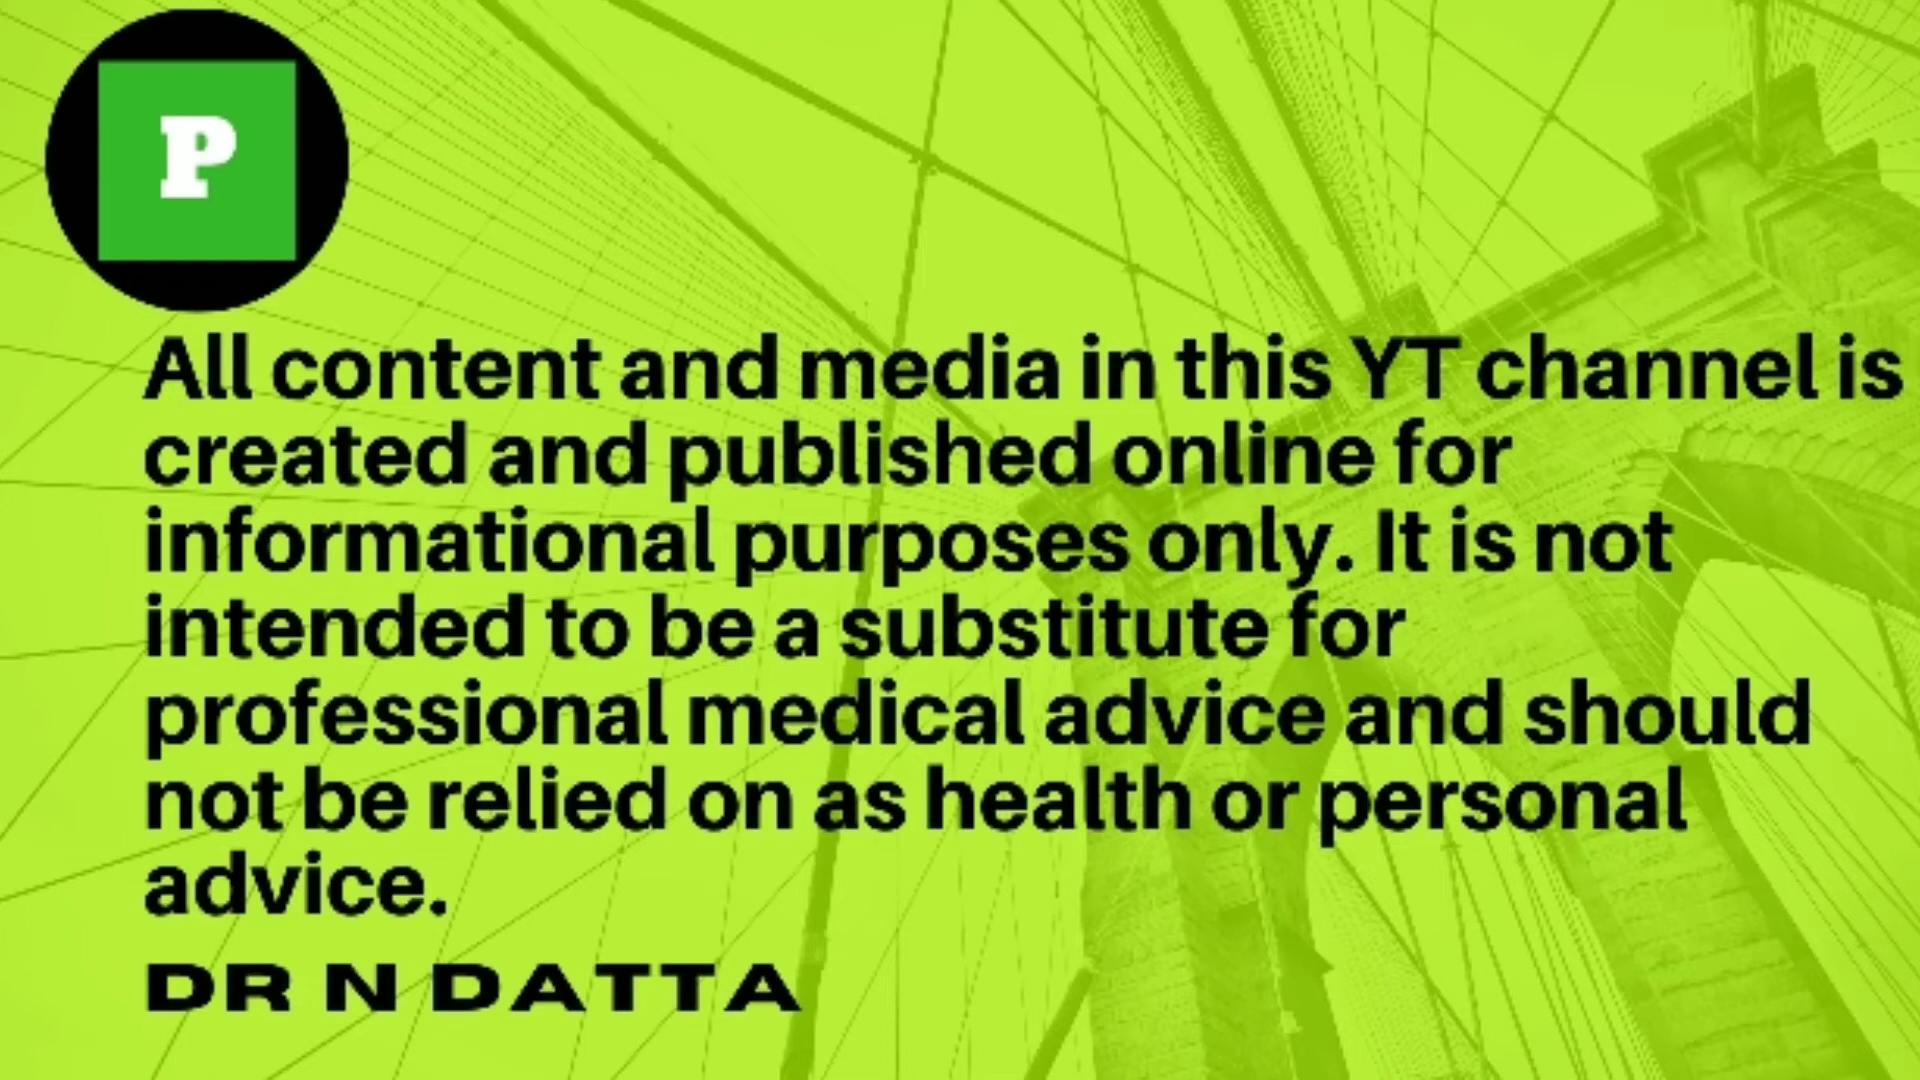 P
All content and media in this YT channel is
created and published online for
informational purposes only. It is not
intended to be a substitute for
professional medical advice and should
not be relied on as health or personal
advice.
DR N DATTA